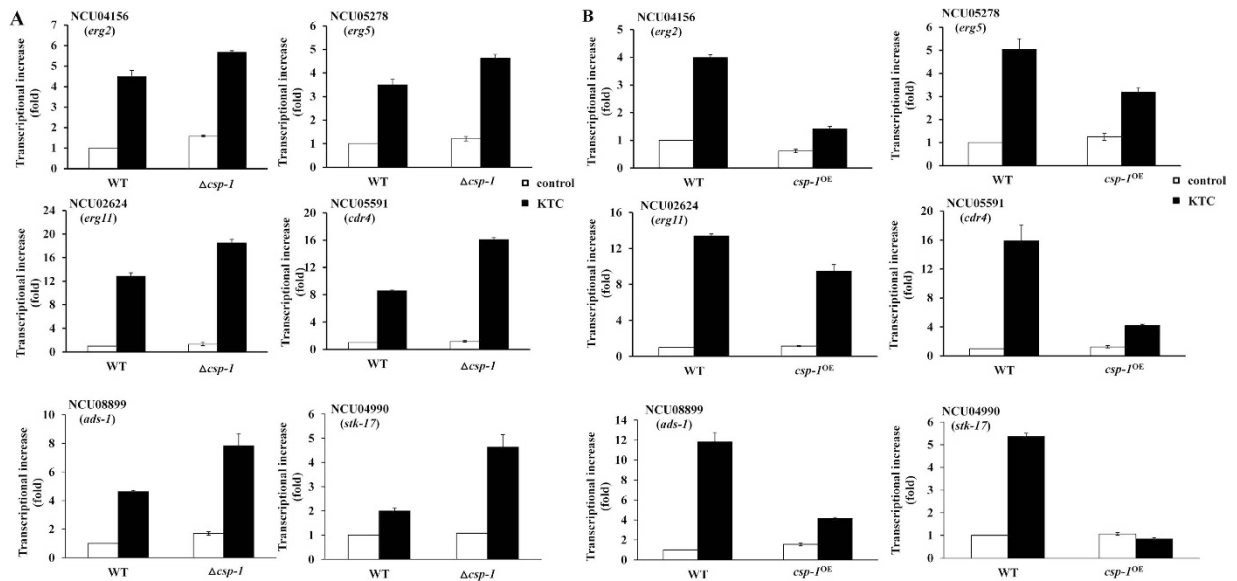 A
NCU04156
(erg2)
Transcriptional increase
(fold)
7
6
5
4
3
2
1
0
WT
Δcsp-1
NCU05278
(erg5)
Transcriptional increase
(fold)
6
5
4
3
2
1
0
WT
Δcsp-1
control
KTC
NCU02624
(erg11)
Transcriptional increase
(fold)
24
20
16
12
8
4
0
WT
Δcsp-1
NCU05591
(cdr4)
Transcriptional increase
(fold)
20
16
12
8
4
0
WT
Δcsp-1
NCU08899
(ads-1)
Transcriptional increase
(fold)
10
8
6
4
2
0
WT
Δcsp-1
NCU04990
(stk-17)
Transcriptional increase
(fold)
6
5
4
3
2
1
0
WT
Δcsp-1
B
NCU04156
(erg2)
Transcriptional increase
(fold)
5
4
3
2
1
0
WT
csp-1OE
NCU05278
(erg5)
Transcriptional increase
(fold)
6
5
4
3
2
1
0
WT
csp-1OE
control
KTC
NCU02624
(erg11)
Transcriptional increase
(fold)
16
12
8
4
0
WT
csp-1OE
NCU05591
(cdr4)
Transcriptional increase
(fold)
20
16
12
8
4
0
WT
csp-1OE
NCU08899
(ads-1)
Transcriptional increase
(fold)
14
12
10
8
6
4
2
0
WT
csp-1OE
NCU04990
(stk-17)
Transcriptional increase
(fold)
6
5
4
3
2
1
0
WT
csp-1OE